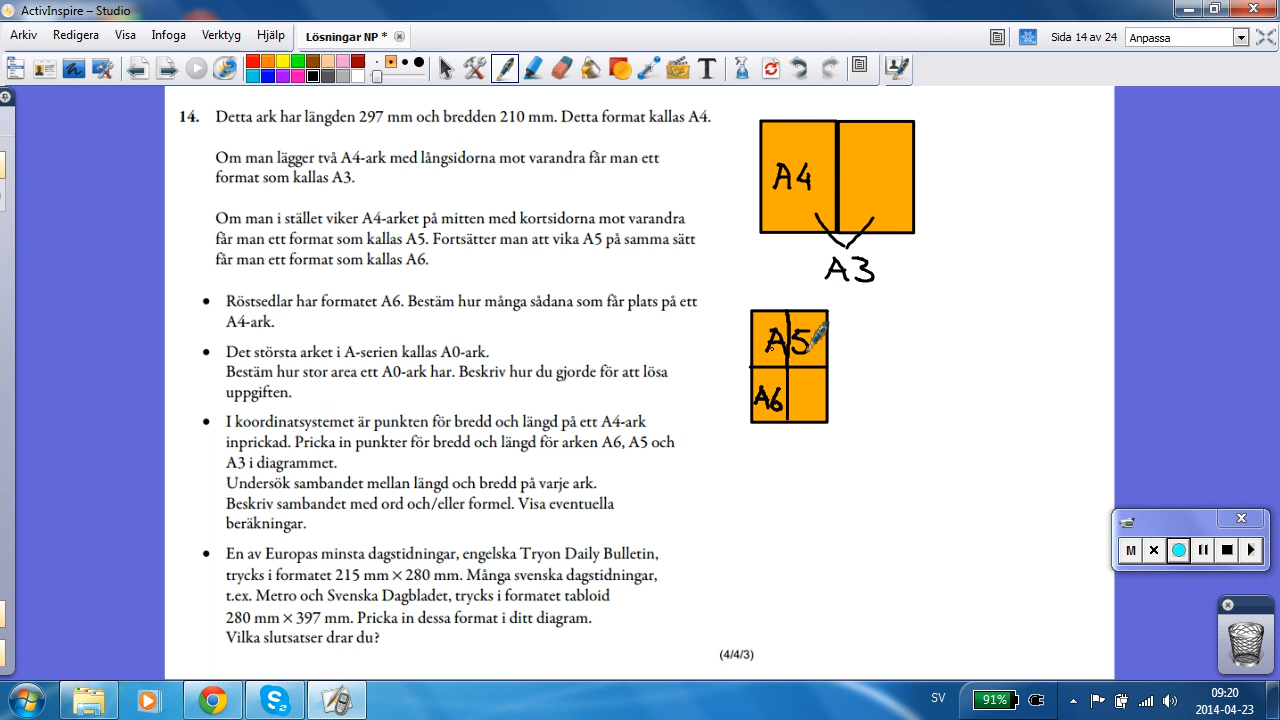 ActivInspire – Studio
Arkiv Redigera Visa Infoga Verktyg Hjälp
Lösningar NP *
Sida 14 av 24
Anpassa
14. Detta ark har längden 297 mm och bredden 210 mm. Detta format kallas A4.
Om man lägger två A4-ark med långsidorna mot varandra får man ett
format som kallas A3.
Om man i stället viker A4-arket på mitten med kortsidorna mot varandra
får man ett format som kallas A5. Fortsätter man att vika A5 på samma sätt
får man ett format som kallas A6.
• Röstsedlar har formatet A6. Bestäm hur många sådana som får plats på ett
A4-ark.
• Det största arket i A-serien kallas A0-ark.
Bestäm hur stor area ett A0-ark har. Beskriv hur du gjorde för att lösa
uppgiften.
• I koordinatsystemet är punkten för bredd och längd på ett A4-ark
inprickad. Pricka in punkter för bredd och längd för arken A6, A5 och
A3 i diagrammet.
Undersök sambandet mellan längd och bredd på varje ark.
Beskriv sambandet med ord och/eller formel. Visa eventuella
beräkningar.
• En av Europas minsta dagstidningar, engelska Tryon Daily Bulletin,
trycks i formatet 215 mm × 280 mm. Många svenska dagstidningar,
t.ex. Metro och Svenska Dagbladet, trycks i formatet tabloid
280 mm × 397 mm. Pricka in dessa format i ditt diagram.
Vilka slutsatser drar du?
(4/4/3)
A4
A3
A5
A6
M
SV
91%
09:20
2014-04-23